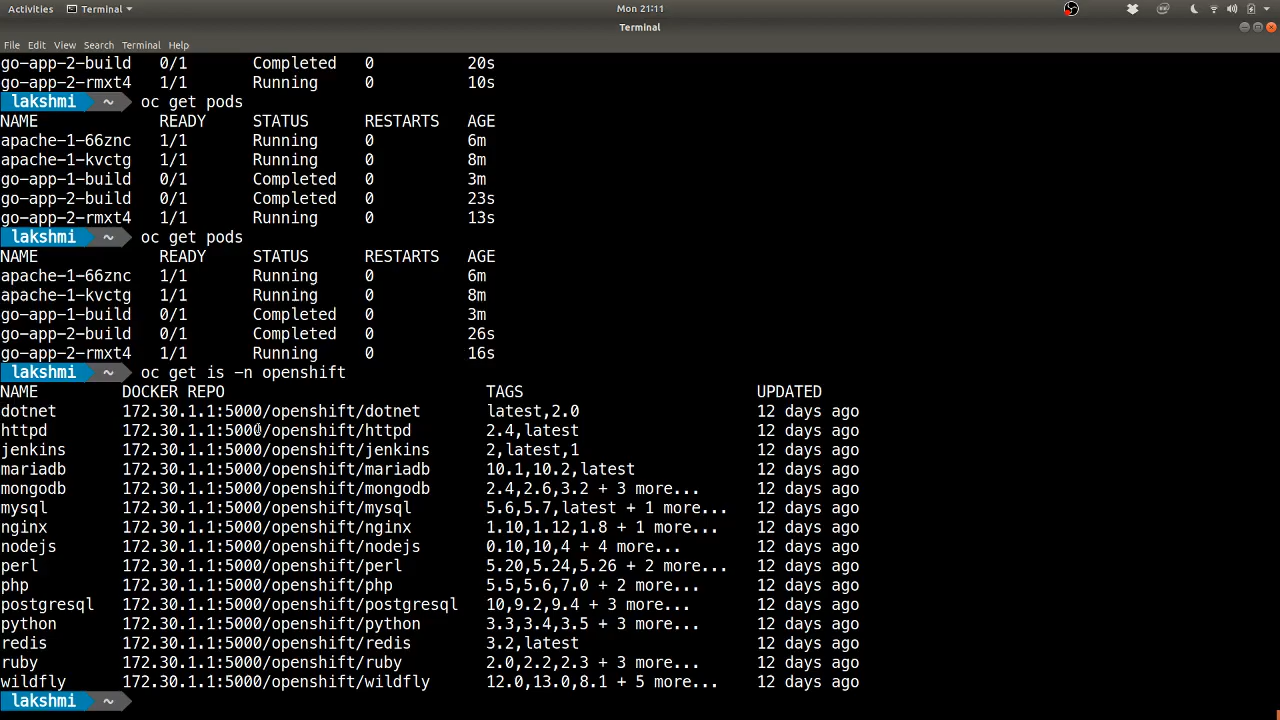 Activities Terminal Mon 21:11
Terminal
File Edit View Search Terminal Help
go-app-2-build 0/1 Completed 0 20s
go-app-2-rmxt4 1/1 Running 0 10s
lakshmi ~ oc get pods
NAME READY STATUS RESTARTS AGE
apache-1-66znc 1/1 Running 0 6m
apache-1-kvctg 1/1 Running 0 8m
go-app-1-build 0/1 Completed 0 3m
go-app-2-build 0/1 Completed 0 23s
go-app-2-rmxt4 1/1 Running 0 13s
lakshmi ~ oc get pods
NAME READY STATUS RESTARTS AGE
apache-1-66znc 1/1 Running 0 6m
apache-1-kvctg 1/1 Running 0 8m
go-app-1-build 0/1 Completed 0 3m
go-app-2-build 0/1 Completed 0 26s
go-app-2-rmxt4 1/1 Running 0 16s
lakshmi ~ oc get is -n openshift
NAME DOCKER REPO TAGS UPDATED
dotnet 172.30.1.1:5000/openshift/dotnet latest,2.0 12 days ago
httpd 172.30.1.1:5000/openshift/httpd 2.4,latest 12 days ago
jenkins 172.30.1.1:5000/openshift/jenkins 2,latest,1 12 days ago
mariadb 172.30.1.1:5000/openshift/mariadb 10.1,10.2,latest 12 days ago
mongodb 172.30.1.1:5000/openshift/mongodb 2.4,2.6,3.2 + 3 more... 12 days ago
mysql 172.30.1.1:5000/openshift/mysql 5.6,5.7,latest + 1 more... 12 days ago
nginx 172.30.1.1:5000/openshift/nginx 1.10,1.12,1.8 + 1 more... 12 days ago
nodejs 172.30.1.1:5000/openshift/nodejs 0.10,10,4 + 4 more... 12 days ago
perl 172.30.1.1:5000/openshift/perl 5.20,5.24,5.26 + 2 more... 12 days ago
php 172.30.1.1:5000/openshift/php 5.5,5.6,7.0 + 2 more... 12 days ago
postgresql 172.30.1.1:5000/openshift/postgresql 10,9.2,9.4 + 3 more... 12 days ago
python 172.30.1.1:5000/openshift/python 3.3,3.4,3.5 + 3 more... 12 days ago
redis 172.30.1.1:5000/openshift/redis 3.2,latest 12 days ago
ruby 172.30.1.1:5000/openshift/ruby 2.0,2.2,2.3 + 3 more... 12 days ago
wildfly 172.30.1.1:5000/openshift/wildfly 12.0,13.0,8.1 + 5 more... 12 days ago
lakshmi ~